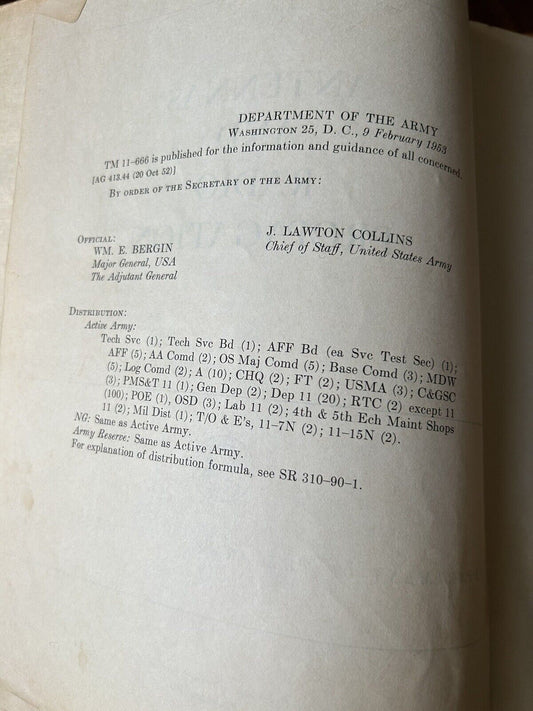 DEPARTMENT OF THE ARMY
WASHINGTON 25, D. C., 9 February 1953
TM 11–666 is published for the information and guidance of all concerned.
[AG 413.44 (20 Oct 52)]
BY ORDER OF THE SECRETARY OF THE ARMY:
J. LAWTON COLLINS
Chief of Staff, United States Army
OFFICIAL:
WM. E. BERGIN
Major General, USA
The Adjutant General
DISTRIBUTION:
Active Army:
Tech Svc (1); Tech Svc Bd (1); AFF Bd (ea Svc Test Sec) (1);
AFF (5); AA Comd (2); OS Maj Comd (5); Base Comd (3); MDW
(5); Log Comd (2); A (10); CHQ (2); FT (2); USMA (3); C&GSC
(3); PMS&T 11 (1); Gen Dep (2); Dep 11 (20); RTC (2) except 11
(100); POE (1), OSD (3); Lab 11 (2); 4th & 5th Ech Maint Shops
11 (2); Mil Dist (1); T/O & E's, 11–7N (2); 11–15N (2).
NG: Same as Active Army.
Army Reserve: Same as Active Army.
For explanation of distribution formula, see SR 310–90–1.